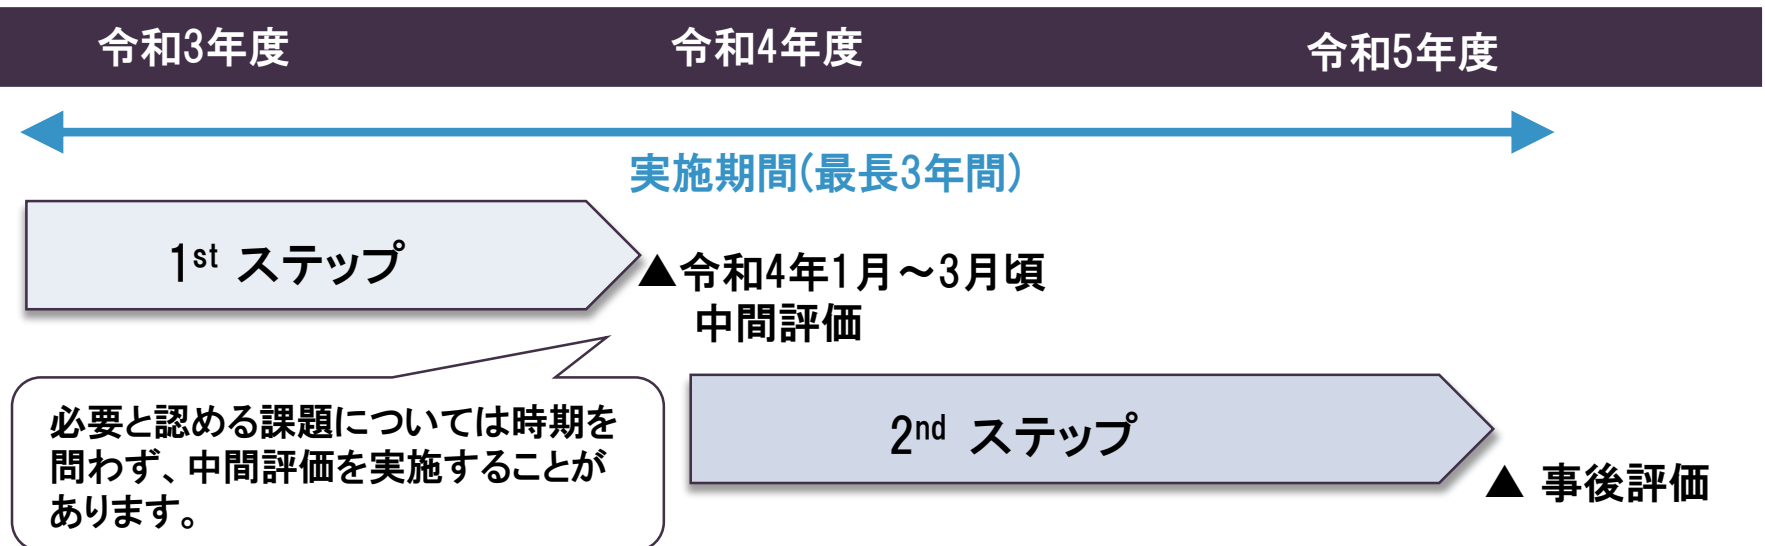 令和3年度
令和4年度
令和5年度
実施期間(最長3年間)
1st ステップ
▲令和4年1月～3月頃
中間評価
必要と認める課題については時期を
問わず、中間評価を実施することが
あります。
2nd ステップ
▲ 事後評価